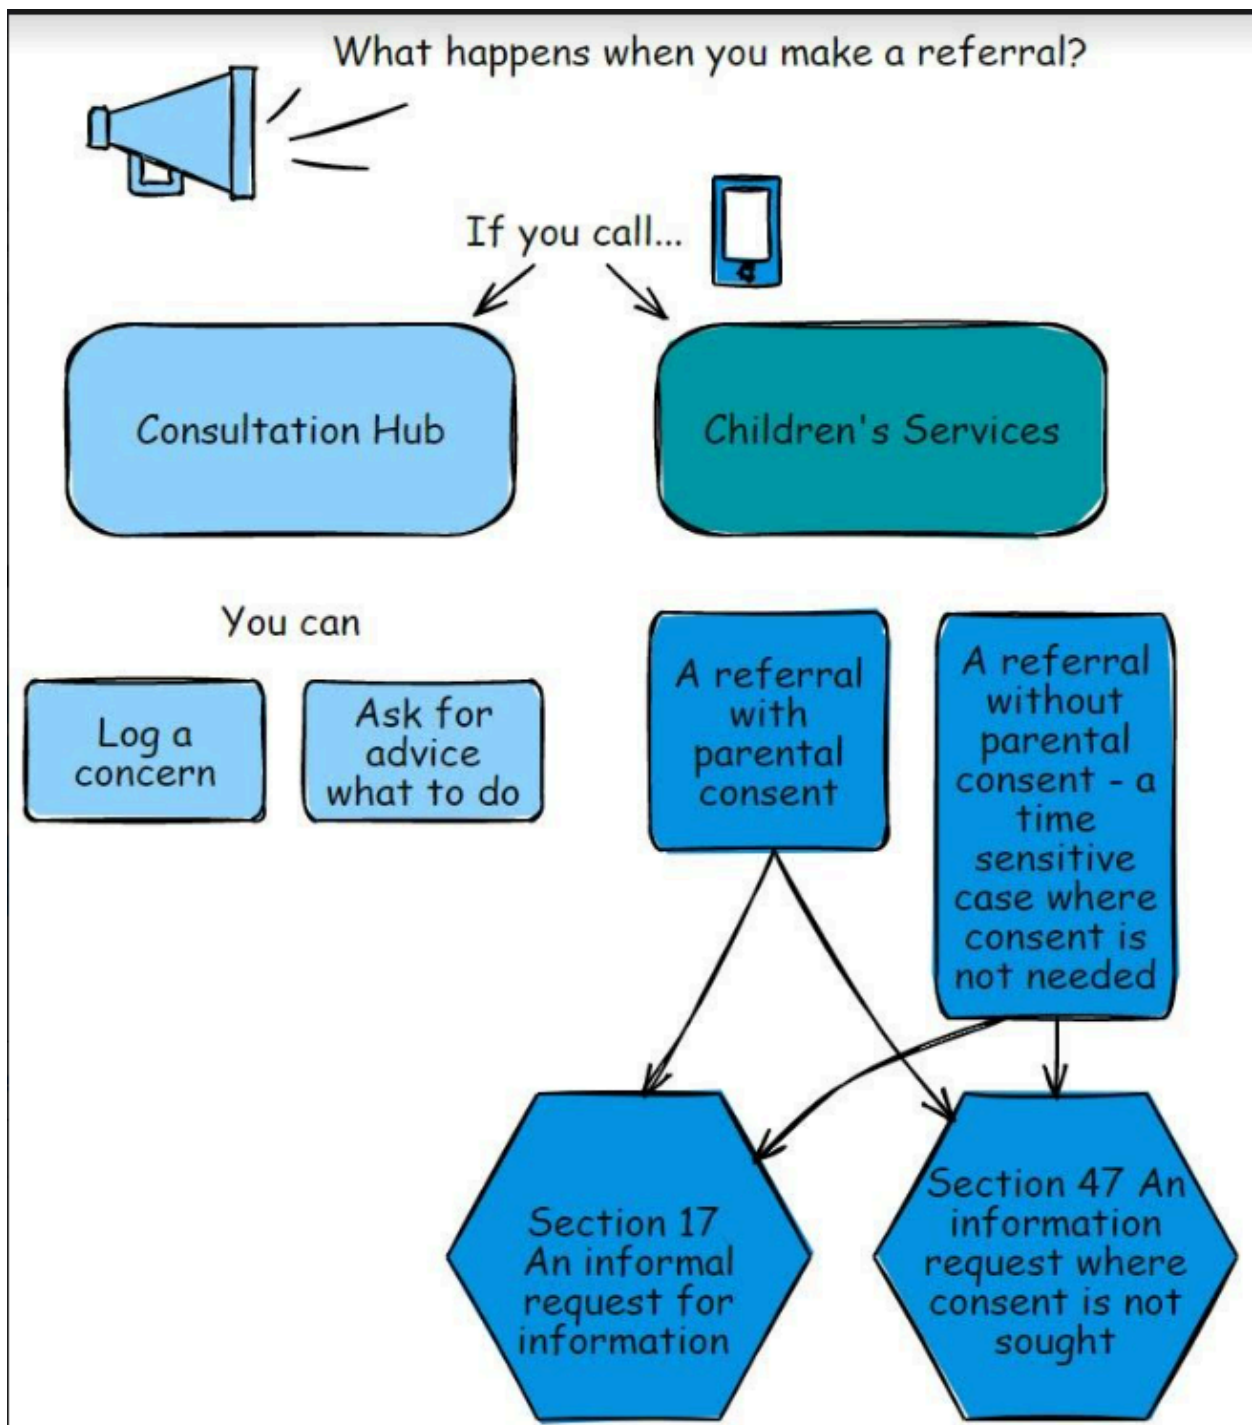 What happens when you make a referral?
If you call...
Consultation Hub
Children's Services
You can
Log a
concern
Ask for
advice
what to do
A referral
with
parental
consent
A referral
without
parental
consent - a
time
sensitive
case where
consent is
not needed
Section 17
An informal
request for
information
Section 47 An
information
request where
consent is not
sought